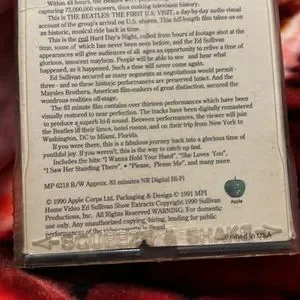 Within 48 hours, the Beatles
capturing 73,000,000 viewers, thus making television history.
This is THE BEATLES THE FIRST U.S. VISIT, a day-by-day audio visual
account of the group's arrival on U.S. shores. This full-length film takes us on
an historic, musical ride back in time.
This is the real Hard Day's Night, culled from hours of footage shot at the
time, some of which has never been seen before, and the Ed Sullivan
appearances will give audiences of all ages an opportunity to relive a time of
glorious, innocent mayhem. People will be able to see and hear what
happened, as it happened. Such a time will never come again.
Ed Sullivan secured as many segments as negotiations would permit -
three - and so these historic performances are preserved intact. And the
Maysles Brothers, American film-makers of great distinction, secured the
wondrous realities off-stage.
The 83 minute film contains over thirteen performances which have been
visually restored to near perfection. The tracks have been digitally remastered
to produce a superb hi-fi sound. Between performances, the viewer will join
the Beatles in their limos, hotel rooms, and on their trip from New York to
Washington, DC to Miami, Florida.
If you were there, this is a fabulous journey back into a glorious time of
youthful joy. If you weren't, this is the way to catch up fast.
Includes the hits: "I Wanna Hold Your Hand", "She Loves You",
"I Saw Her Standing There", • "Please, Please Me", and many more
MP 6218 B/W Approx. 83 minutes NR Digital Hi-Fi
Apple
© 1990 Apple Corps Ltd. Packaging & Design © 1991 MPI
Home Video Ed Sullivan Show Extracts Copyright 1990 Sullivan
Productions, Inc. All Rights Reserved WARNING: For domestic
use only. Any unauthorized copying, hiring, lending for public
performances of the videogramme is illegal
SQUEEZE & SHAKE
Printed in USA